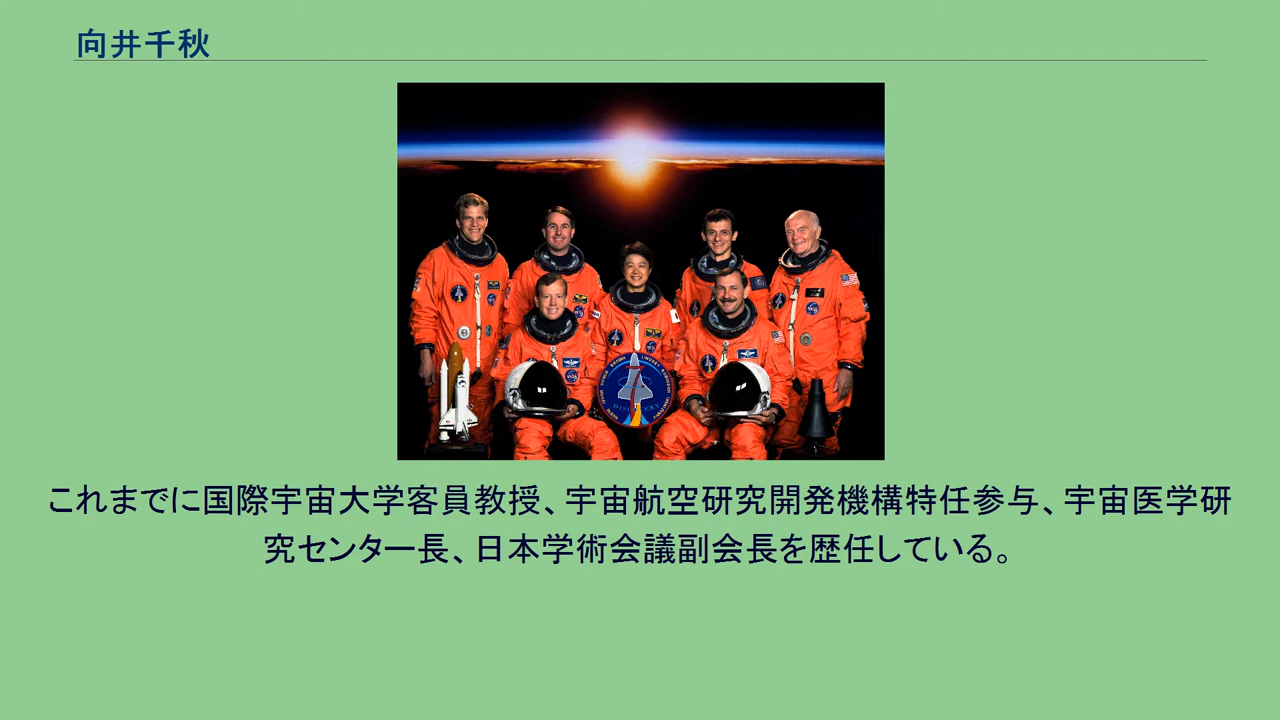 向井千秋
DISCOVERY
これまでに国際宇宙大学客員教授、宇宙航空研究開発機構特任参与、宇宙医学研
究センター長、日本学術会議副会長を歴任している。